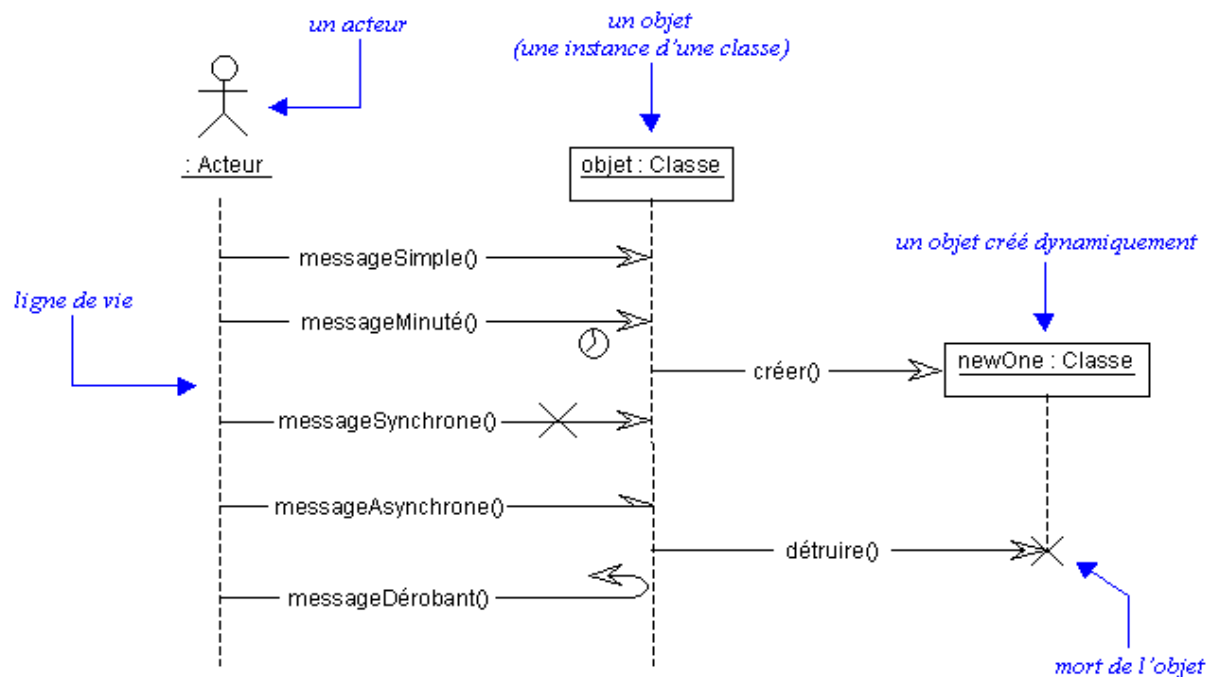 un acteur
un objet
(une instance d'une classe)
: Acteur
objet : Classe
messageSimple()
un objet créé dynamiquement
ligne de vie
messageMinuté()
créer()
newOne : Classe
messageSynchrone()
messageAsynchrone()
détruire()
messageDérobant()
mort de l'objet